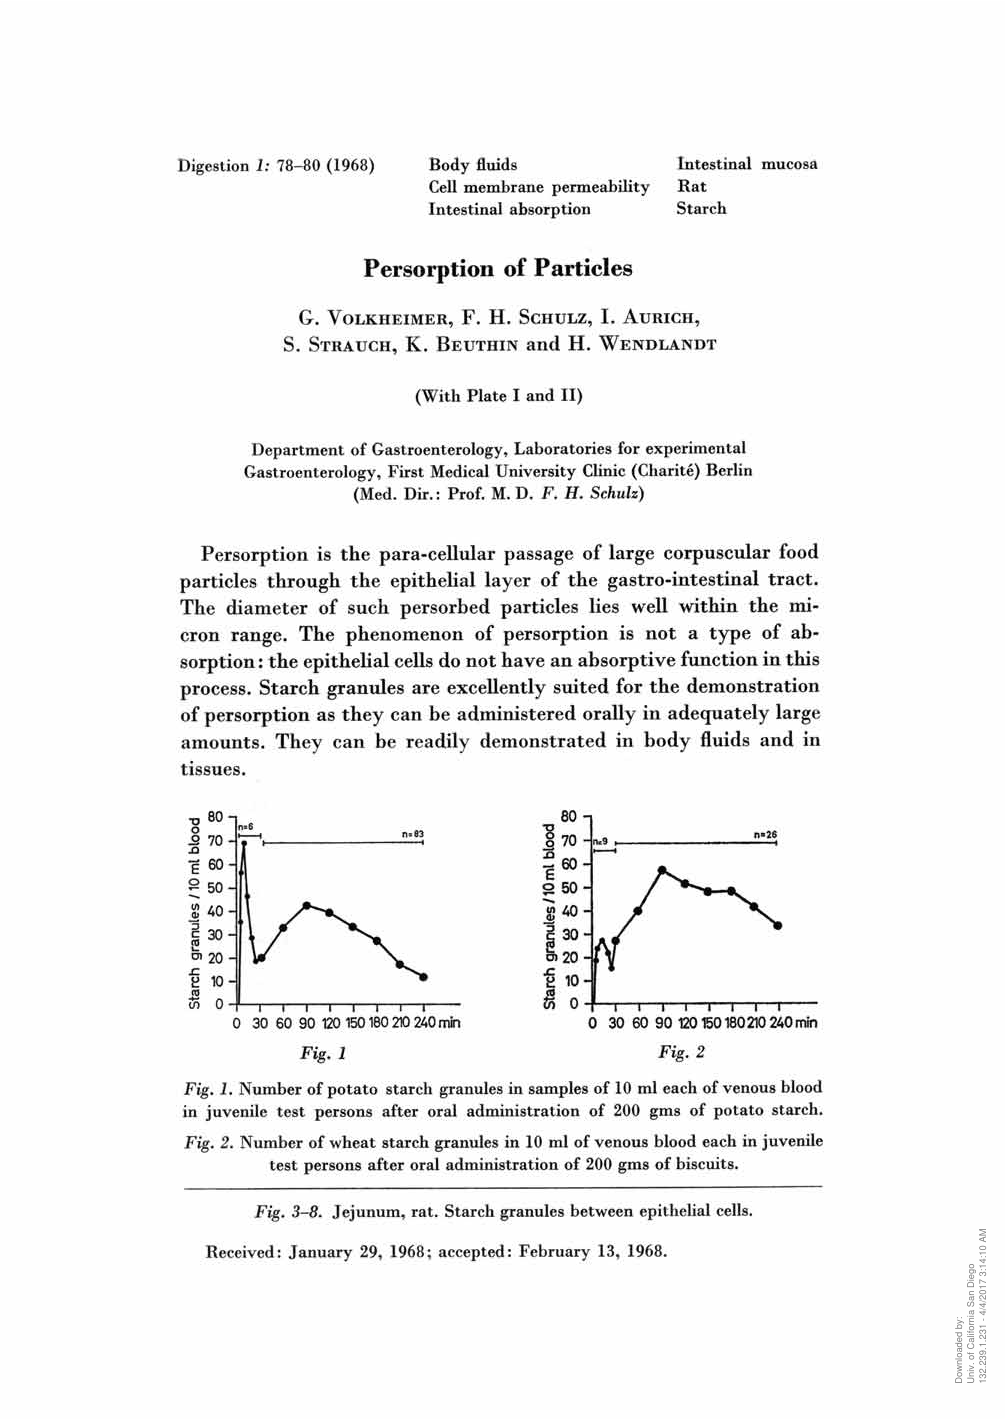 Digestion 1: 78–80 (1968)
Body fluids
Cell membrane permeability
Intestinal absorption
Intestinal mucosa
Rat
Starch
Persorption of Particles
G. VOLKHEIMER, F. H. SCHULZ, I. AURICH,
S. STRAUCH, K. BEUTHIN and H. WENDLANDT
(With Plate I and II)
Department of Gastroenterology, Laboratories for experimental
Gastroenterology, First Medical University Clinic (Charité) Berlin
(Med. Dir.: Prof. M. D. F. H. Schulz)
Persorption is the para-cellular passage of large corpuscular food
particles through the epithelial layer of the gastro-intestinal tract.
The diameter of such persorbed particles lies well within the mi-
cron range. The phenomenon of persorption is not a type of ab-
sorption: the epithelial cells do not have an absorptive function in this
process. Starch granules are excellently suited for the demonstration
of persorption as they can be administered orally in adequately large
amounts. They can be readily demonstrated in body fluids and in
tissues.
Starch granules/10 ml blood
80
70
60
50
40
30
20
10
0
n=6
n=83
0 30 60 90 120 150 180 210 240 min
Fig. 1
Starch granules/10 ml blood
80
70
60
50
40
30
20
10
0
n=9
n=26
0 30 60 90 120 150 180 210 240 min
Fig. 2
Fig. 1. Number of potato starch granules in samples of 10 ml each of venous blood
in juvenile test persons after oral administration of 200 gms of potato starch.
Fig. 2. Number of wheat starch granules in 10 ml of venous blood each in juvenile
test persons after oral administration of 200 gms of biscuits.
Fig. 3–8. Jejunum, rat. Starch granules between epithelial cells.
Received: January 29, 1968; accepted: February 13, 1968.
Downloaded by:
Univ. of California San Diego
132.239.1.231 - 4/4/2017 3:14:10 AM